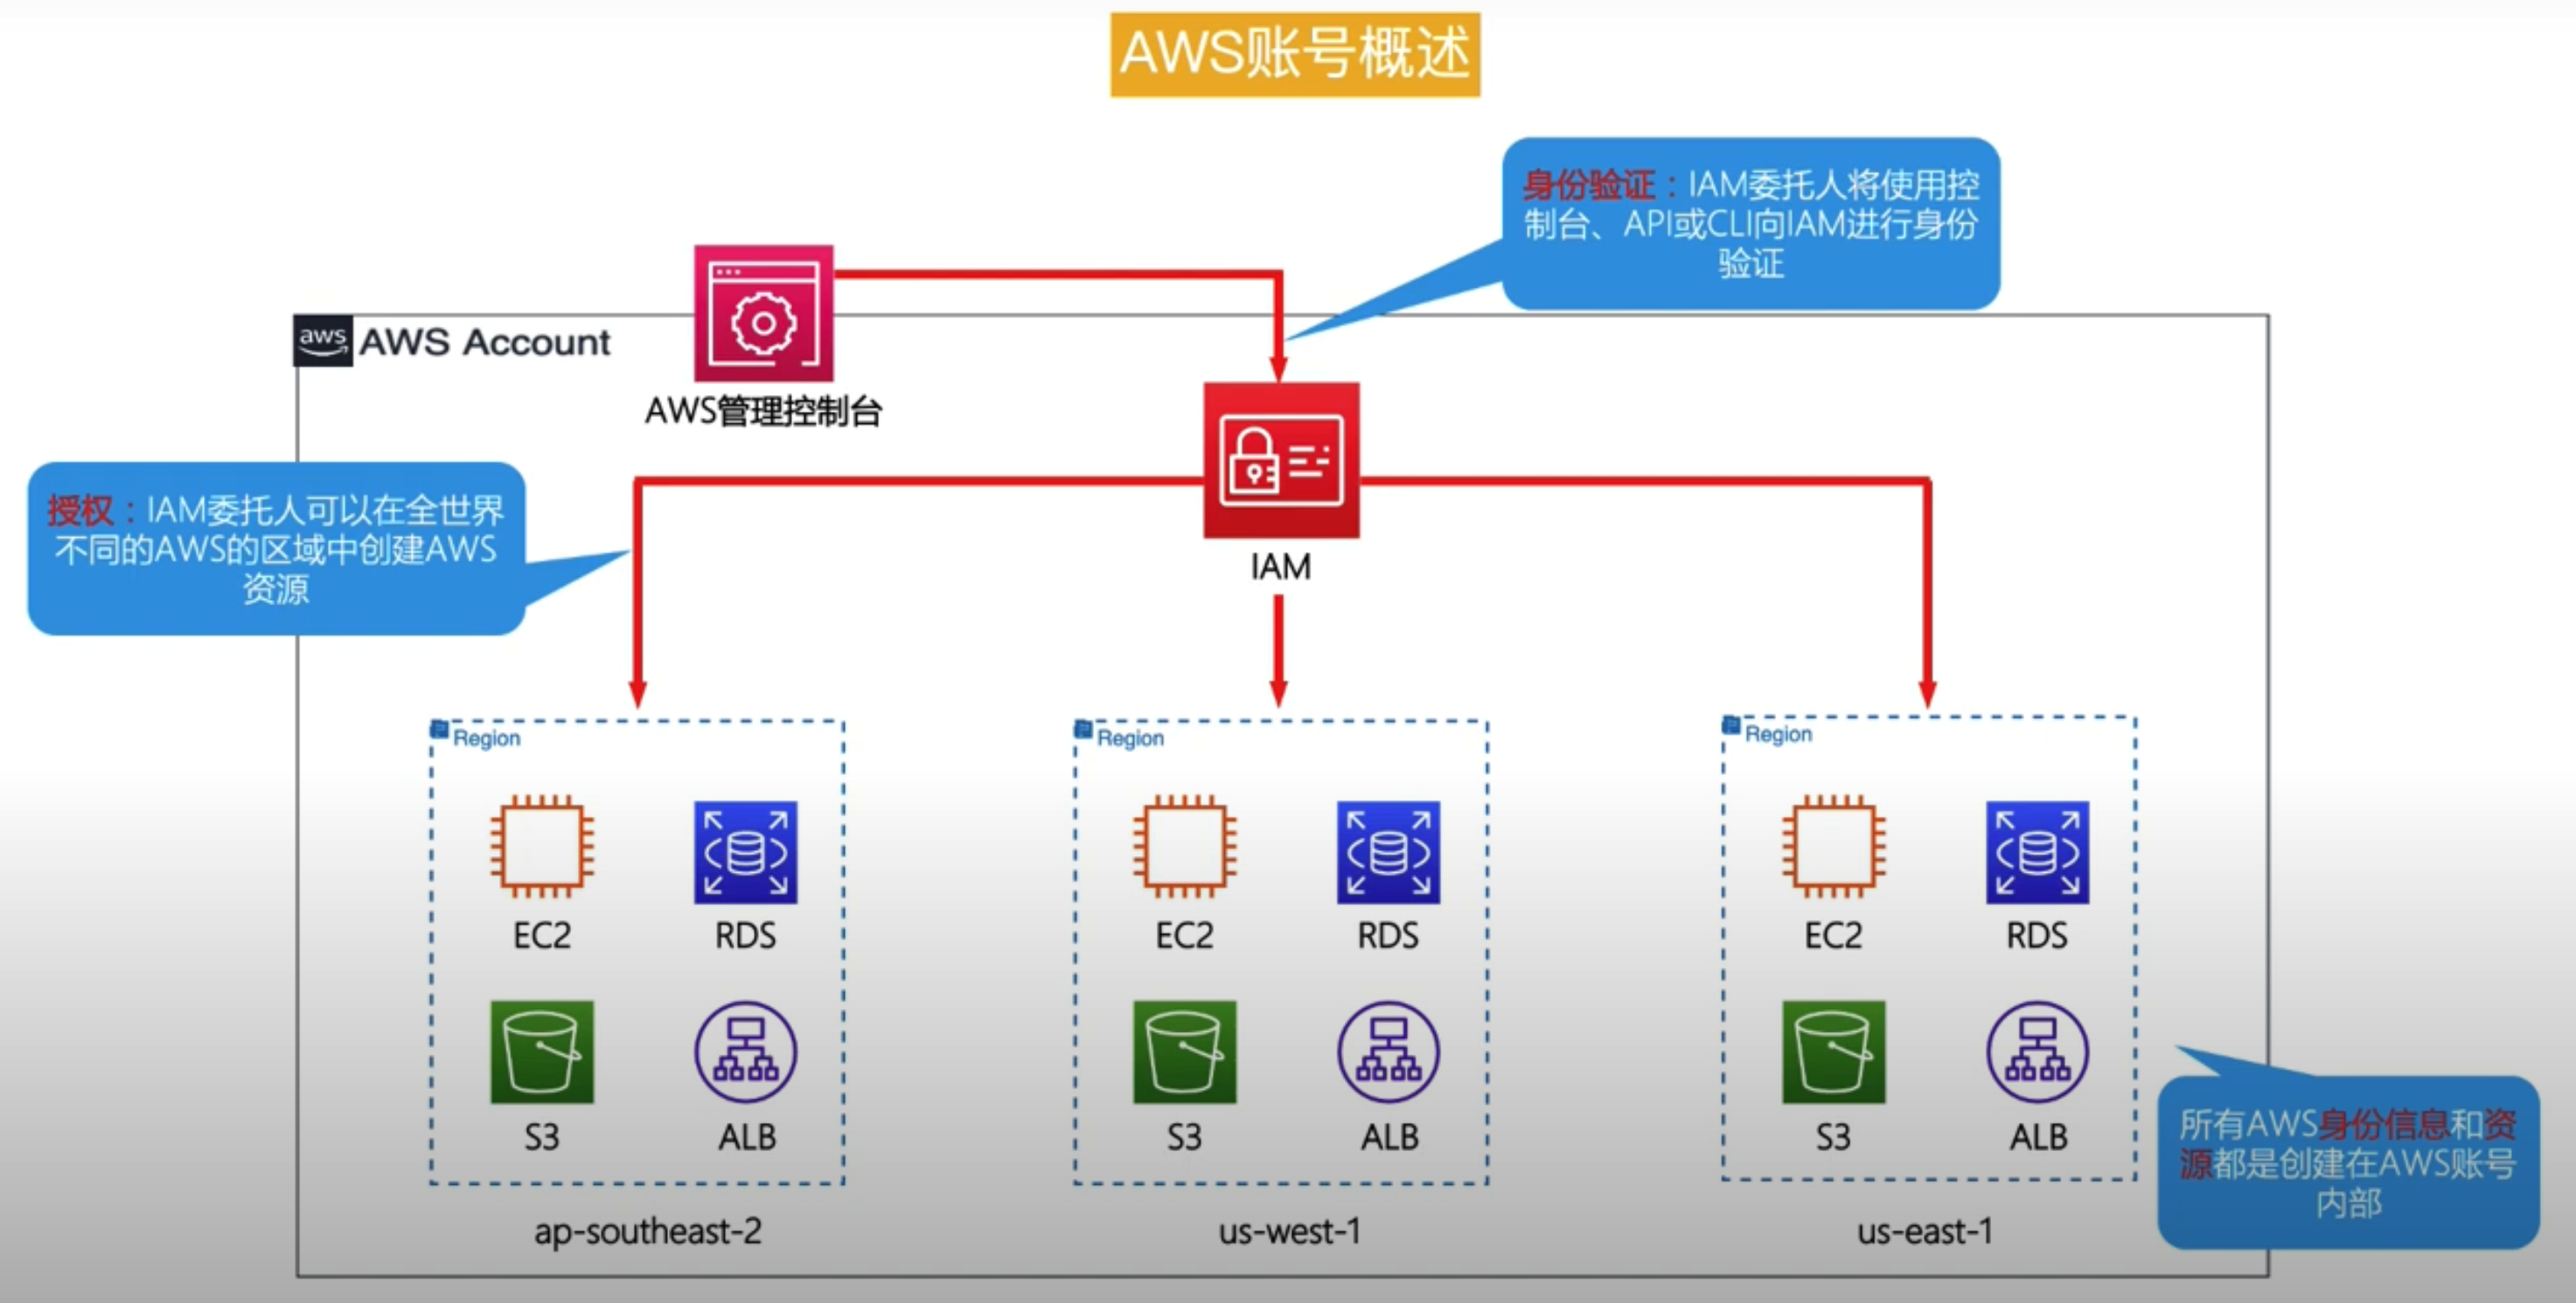 AWS账号概述
身份验证：IAM委托人将使用控
制台、API或CLI向IAM进行身份
验证
aws AWS Account
AWS管理控制台
授权：IAM委托人可以在全世界
不同的AWS的区域中创建AWS
资源
IAM
Region
EC2 RDS
S3 ALB
ap-southeast-2
Region
EC2 RDS
S3 ALB
us-west-1
Region
EC2 RDS
S3 ALB
us-east-1
所有AWS身份信息和资
源都是创建在AWS账号
内部